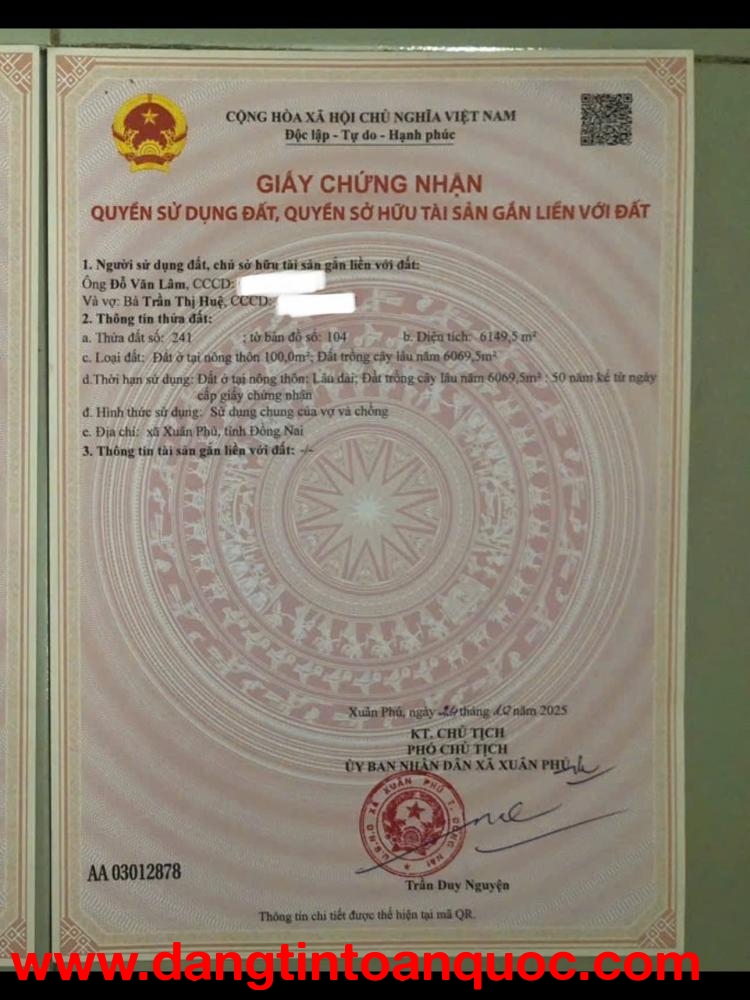 CỘNG HÒA XÃ HỘI CHỦ NGHĨA VIỆT NAM
Độc lập - Tự do - Hạnh phúc
GIẤY CHỨNG NHẬN
QUYỀN SỬ DỤNG ĐẤT, QUYỀN SỞ HỮU TÀI SẢN GẮN LIỀN VỚI ĐẤT
1. Người sử dụng đất, chủ sở hữu tài sản gắn liền với đất:
Ông Đỗ Văn Lâm, CCCD:
Và vợ: Bà Trần Thị Huệ, CCCD:
2. Thông tin thửa đất:
a. Thửa đất số: 241 ; tờ bản đồ số: 104 b. Diện tích: 6149,5 m²
c. Loại đất: Đất ở tại nông thôn 100,0m²; Đất trồng cây lâu năm 6069,5m²
d.Thời hạn sử dụng: Đất ở tại nông thôn: Lâu dài; Đất trồng cây lâu năm 6069,5m² : 50 năm kể từ ngày
cấp giấy chứng nhận
đ. Hình thức sử dụng: Sử dụng chung của vợ và chồng
e. Địa chỉ: xã Xuân Phú, tỉnh Đồng Nai
3. Thông tin tài sản gắn liền với đất: -/-
Xuân Phú, ngày 24 tháng 12 năm 2025
KT. CHỦ TỊCH
PHÓ CHỦ TỊCH
ỦY BAN NHÂN DÂN XÃ XUÂN PHÚ
U.B.N.D XÃ XUÂN PHÚ T. ĐỒNG NAI
AA 03012878
Trần Duy Nguyện
Thông tin chi tiết được thể hiện tại mã QR.
www.dangtintoanquoc.com